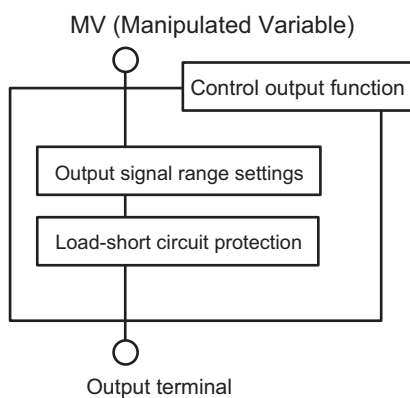 MV (Manipulated Variable)
Control output function
Output signal range settings
Load-short circuit protection
Output terminal